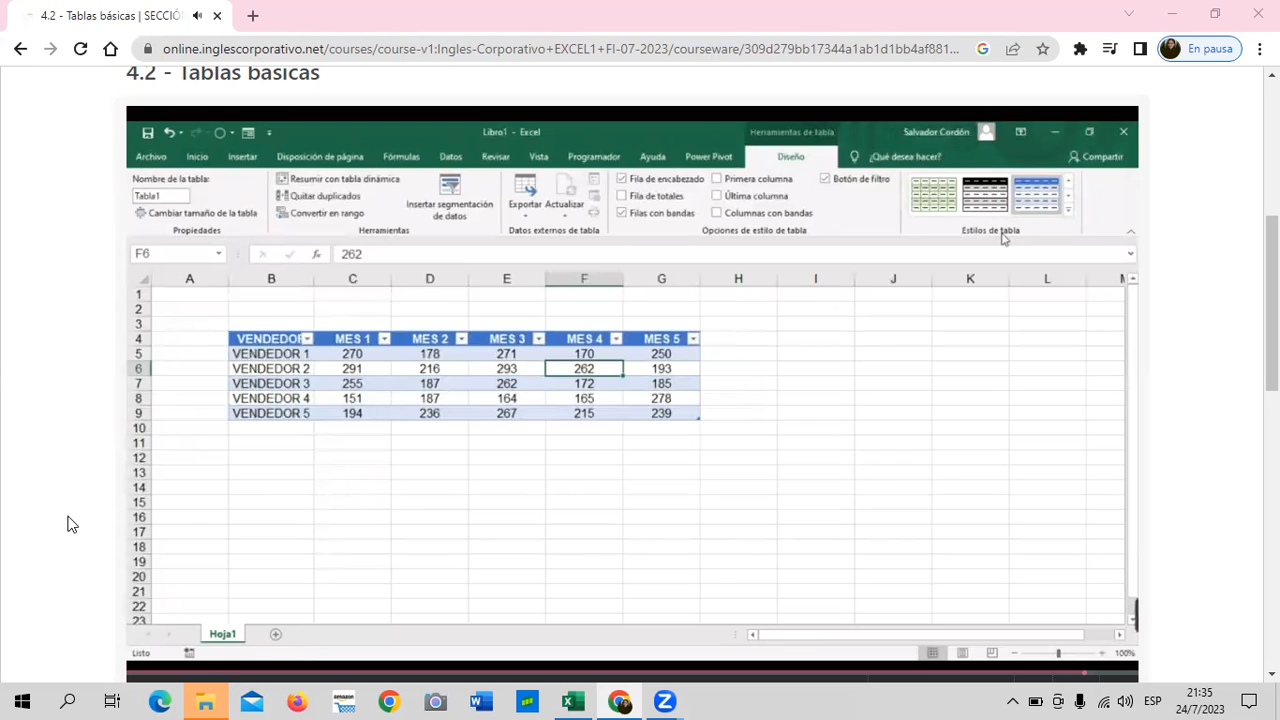 4.2 - Tablas básicas | SECCIÓN
online.inglescorporativo.net/courses/course-v1:Ingles-Corporativo+EXCEL1+FI-07-2023/courseware/309d279bb17344a1ab1d1bb4af881...
En pausa
4.2 - Tablas básicas
Libro1 - Excel
Herramientas de tabla
Salvador Cordón
Archivo Inicio Insertar Disposición de página Fórmulas Datos Revisar Vista Programador Ayuda Power Pivot Diseño ¿Qué desea hacer? Compartir
Nombre de la tabla: Resumir con tabla dinámica Fila de encabezado Primera columna Botón de filtro
Tabla1 Quitar duplicados Insertar segmentación de datos Exportar Actualizar Fila de totales Última columna
Cambiar tamaño de la tabla Convertir en rango Filas con bandas Columnas con bandas
Propiedades Herramientas Datos externos de tabla Opciones de estilo de tabla Estilos de tabla
F6 fx 262
A B C D E F G H I J K L M
1
2
3
4 VENDEDOR MES 1 MES 2 MES 3 MES 4 MES 5
5 VENDEDOR 1 270 178 271 170 250
6 VENDEDOR 2 291 216 293 262 193
7 VENDEDOR 3 255 187 262 172 185
8 VENDEDOR 4 151 187 164 165 278
9 VENDEDOR 5 194 236 267 215 239
10
11
12
13
14
15
16
17
18
19
20
21
22
23
Hoja1
Listo 100%
amazon
ESP
21:35
24/7/2023